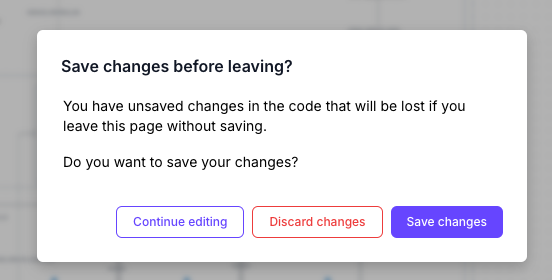 Save changes before leaving?
You have unsaved changes in the code that will be lost if you
leave this page without saving.
Do you want to save your changes?
Continue editing
Discard changes
Save changes